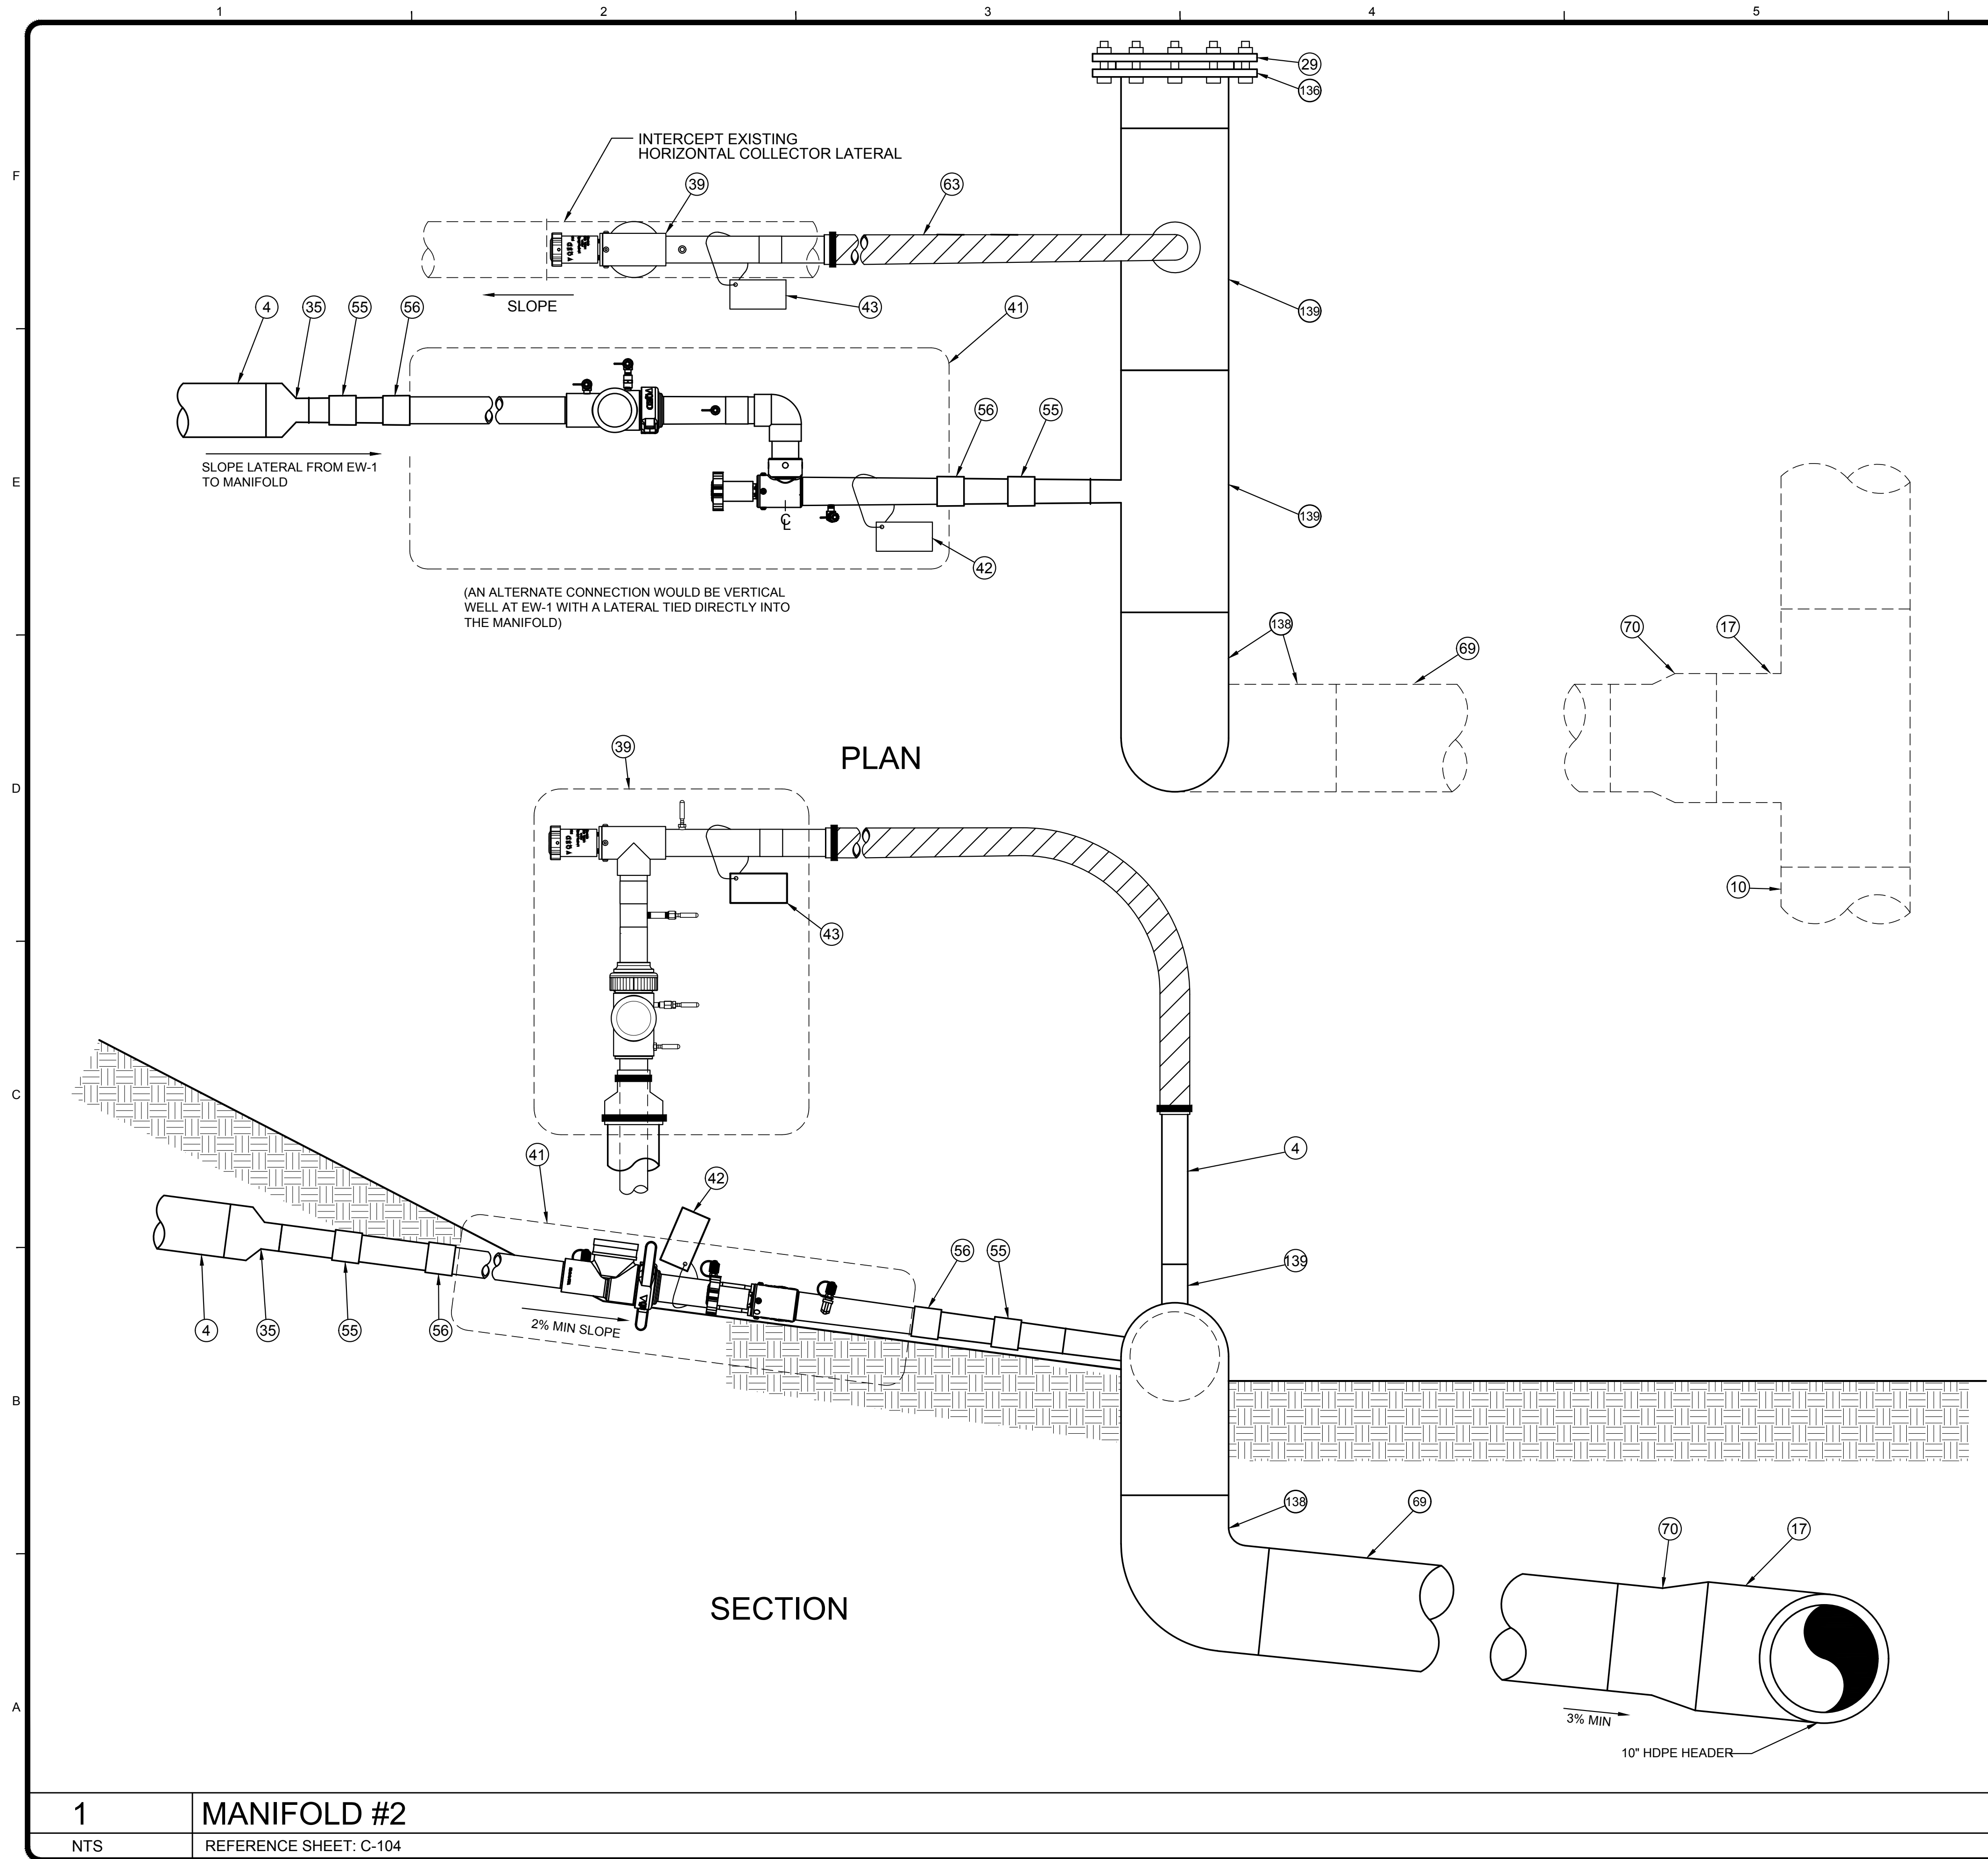 1 2 3 4 5
29
136
INTERCEPT EXISTING
HORIZONTAL COLLECTOR LATERAL
F
39 63
SLOPE
43 41 139
4 35 55 56
56 55
SLOPE LATERAL FROM EW-1
TO MANIFOLD
E
℄
139
42
(AN ALTERNATE CONNECTION WOULD BE VERTICAL
WELL AT EW-1 WITH A LATERAL TIED DIRECTLY INTO
THE MANIFOLD)
138 69 70 17
39
PLAN
D
10
43
C
41 42 4
56 55 139
4 35 55 56
2% MIN SLOPE
B
138 69 70 17
SECTION
A
3% MIN
10" HDPE HEADER
1 MANIFOLD #2
NTS REFERENCE SHEET: C-104